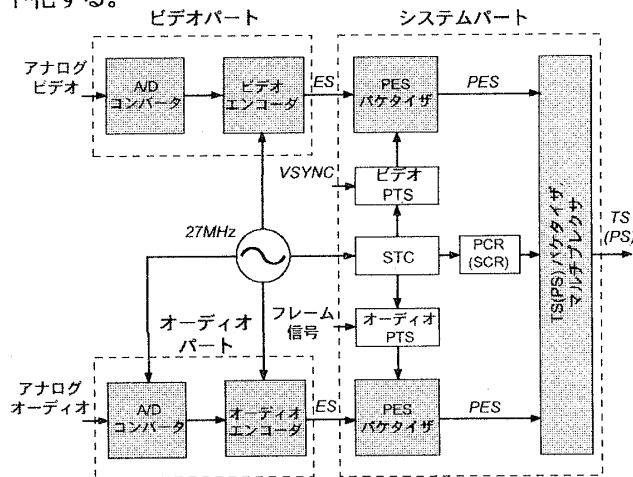 化する。
ビデオパート
システムパート
アナログ
ビデオ
A/D
コンバータ
ビデオ
エンコーダ
ES
PES
パケタイザ
PES
VSYNC
ビデオ
PTS
27MHz
STC
PCR
(SCR)
TS(PS)パケタイザ
マルチプレクサ
TS
(PS)
オーディオ
パート
フレーム
信号
オーディオ
PTS
アナログ
オーディオ
A/D
コンバータ
オーディオ
エンコーダ
ES
PES
パケタイザ
PES